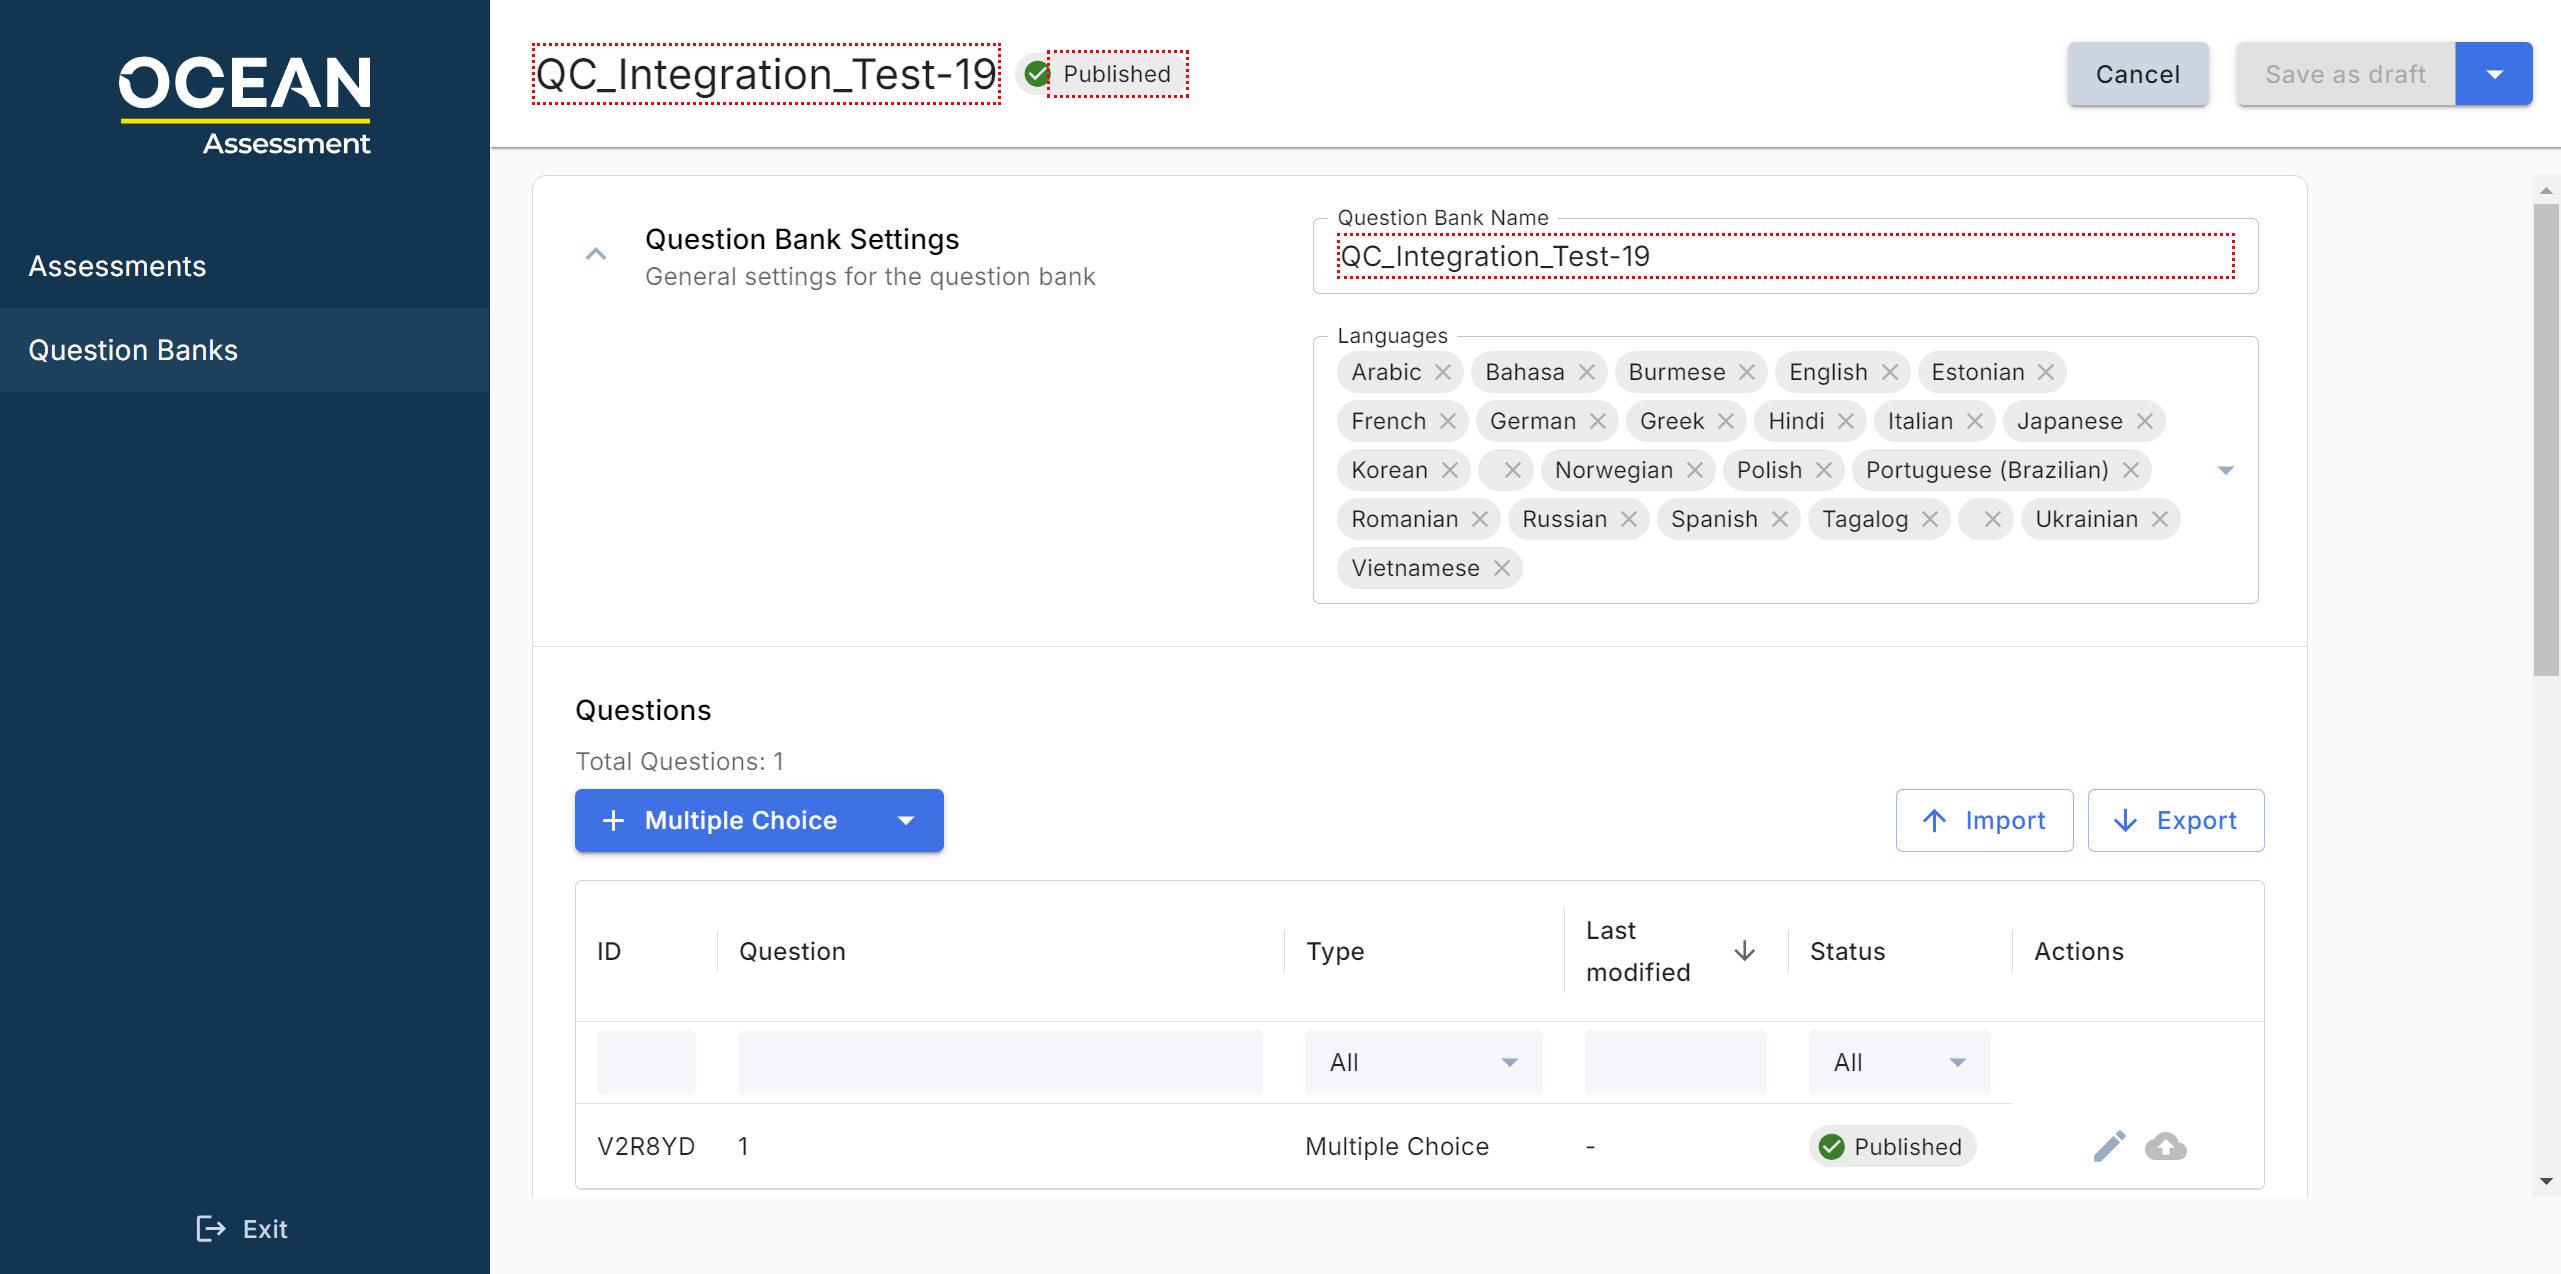 OCEAN
Assessment
Assessments
Question Banks
Exit
QC_Integration_Test-19
Published
Cancel
Save as draft
Question Bank Settings
General settings for the question bank
Question Bank Name
QC_Integration_Test-19
Languages
Arabic Bahasa Burmese English Estonian
French German Greek Hindi Italian Japanese
Korean Norwegian Polish Portuguese (Brazilian)
Romanian Russian Spanish Tagalog Ukrainian
Vietnamese
Questions
Total Questions: 1
Multiple Choice
Import
Export
ID Question Type Last modified Status Actions
All All
V2R8YD 1 Multiple Choice - Published